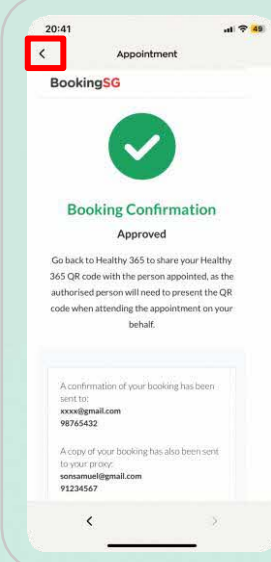 20:41
49
Appointment
BookingSG
Booking Confirmation
Approved
Go back to Healthy 365 to share your Healthy
365 QR code with the person appointed, as the
authorised person will need to present the QR
code when attending the appointment on your
behalf.
A confirmation of your booking has been
sent to:
xxxx@gmail.com
98765432
A copy of your booking has also been sent
to your proxy:
sonsamuel@gmail.com
91234567